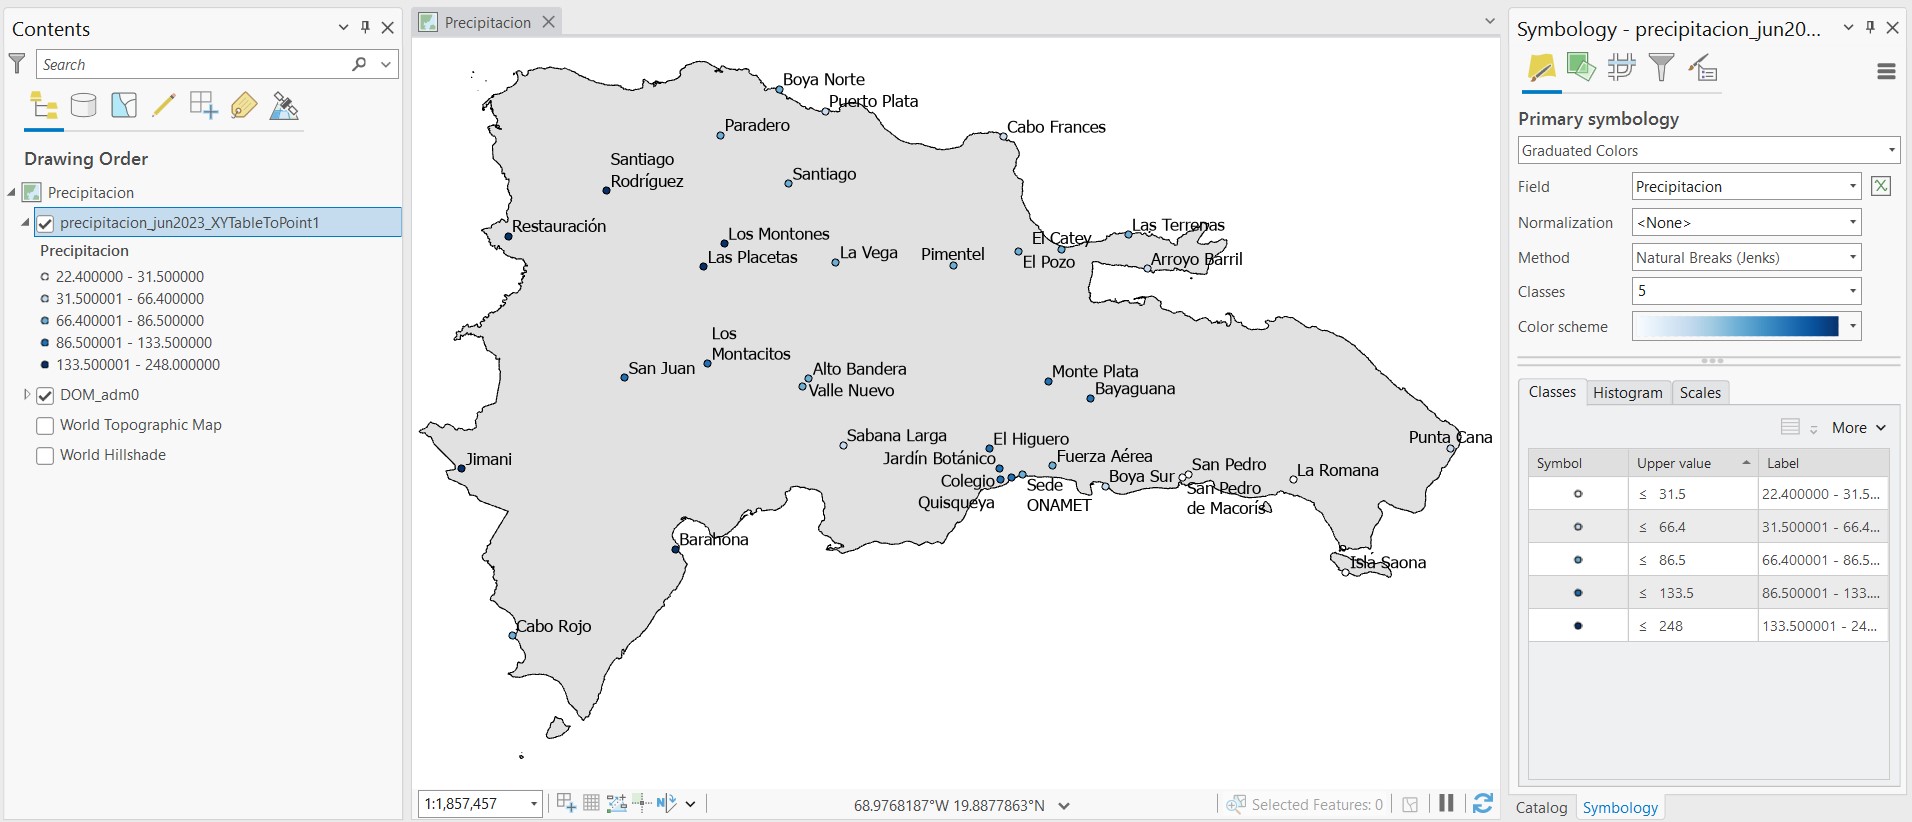 Contents
Search
Drawing Order
Precipitacion
precipitacion_jun2023_XYTableToPoint1
Precipitacion
22.400000 - 31.500000
31.500001 - 66.400000
66.400001 - 86.500000
86.500001 - 133.500000
133.500001 - 248.000000
DOM_adm0
World Topographic Map
World Hillshade
Precipitacion
Boya Norte
Puerto Plata
Paradero
Cabo Frances
Santiago
Rodríguez
Santiago
Restauración
Los Montones
Las Placetas
La Vega
Pimentel
El Catey
El Pozo
Las Terrenas
Arroyo Barril
Los
Montacitos
San Juan
Alto Bandera
Valle Nuevo
Monte Plata
Bayaguana
Sabana Larga
El Higuero
Jardín Botánico
Colegio
Quisqueya
Fuerza Aérea
Sede
ONAMET
Boya Sur
San Pedro
San Pedro
de Macorís
La Romana
Punta Cana
Jimani
Barahona
Isla Saona
Cabo Rojo
1:1,857,457
68.9768187°W 19.8877863°N
Selected Features: 0
Symbology - precipitacion_jun20...
Primary symbology
Graduated Colors
Field Precipitacion
Normalization <None>
Method Natural Breaks (Jenks)
Classes 5
Color scheme
Classes Histogram Scales
More
Symbol Upper value Label
≤ 31.5 22.400000 - 31.5...
≤ 66.4 31.500001 - 66.4...
≤ 86.5 66.400001 - 86.5...
≤ 133.5 86.500001 - 133....
≤ 248 133.500001 - 24...
Catalog Symbology